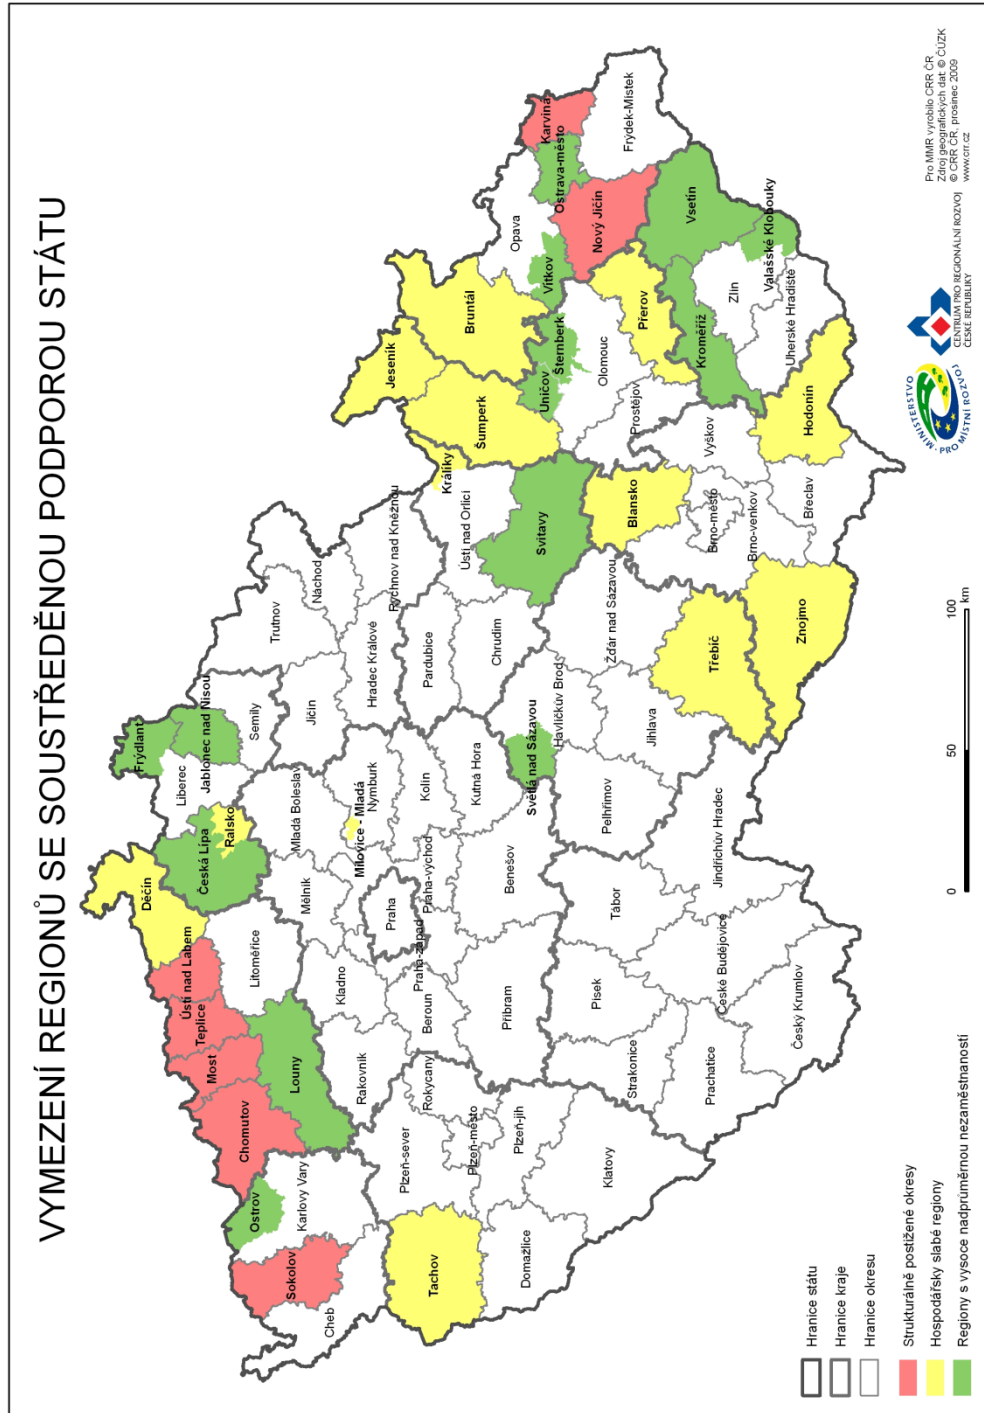 VYMEZENÍ REGIONŮ SE SOUSTŘEDĚNOU PODPOROU STÁTU
Frýdlant
Liberec
Jablonec nad Nisou
Děčín
Česká Lípa
Ralsko
Semily
Trutnov
Náchod
Jičín
Ústí nad Labem
Teplice
Most
Chomutov
Louny
Litoměřice
Mělník
Mladá Boleslav
Hradec Králové
Rychnov nad Kněžnou
Ostrov
Karlovy Vary
Sokolov
Cheb
Rakovník
Kladno
Praha
Praha-západ
Praha-východ
Milovice - Mladá
Nymburk
Kolín
Pardubice
Ústí nad Orlicí
Králíky
Jeseník
Šumperk
Bruntál
Opava
Karviná
Ostrava-město
Frýdek-Místek
Tachov
Plzeň-sever
Rokycany
Plzeň-město
Plzeň-jih
Beroun
Příbram
Benešov
Kutná Hora
Chrudim
Svitavy
Uničov
Šternberk
Vítkov
Nový Jičín
Olomouc
Přerov
Prostějov
Domažlice
Klatovy
Světlá nad Sázavou
Havlíčkův Brod
Žďár nad Sázavou
Blansko
Vyškov
Kroměříž
Vsetín
Zlín
Valašské Klobouky
Uherské Hradiště
Strakonice
Písek
Tábor
Pelhřimov
Jihlava
Třebíč
Brno-město
Brno-venkov
Hodonín
Prachatice
České Budějovice
Český Krumlov
Jindřichův Hradec
Znojmo
Břeclav
Hranice státu
Hranice kraje
Hranice okresu
Strukturálně postižené okresy
Hospodářsky slabé regiony
Regiony s vysoce nadprůměrnou nezaměstnaností
0 50 100
km
MINISTERSTVO
PRO MÍSTNÍ ROZVOJ
CENTRUM PRO REGIONÁLNÍ ROZVOJ
ČESKÉ REPUBLIKY
Pro MMR vyrobilo CRR ČR
Zdroj geografických dat: © ČÚZK
© CRR ČR, prosinec 2009
www.crr.cz